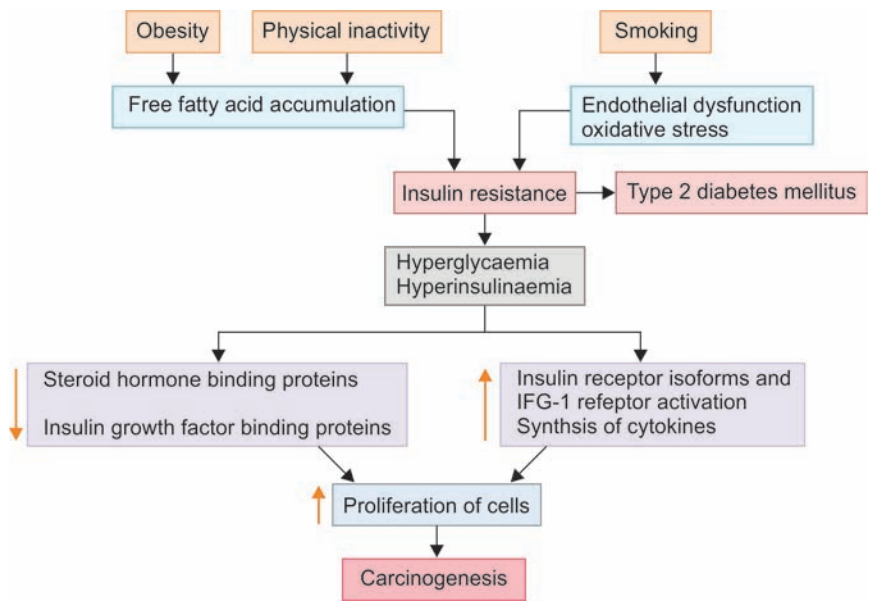 Obesity
Physical inactivity
Smoking
Free fatty acid accumulation
Endothelial dysfunction
oxidative stress
Insulin resistance
Type 2 diabetes mellitus
Hyperglycaemia
Hyperinsulinaemia
Steroid hormone binding proteins
Insulin growth factor binding proteins
Insulin receptor isoforms and
IFG-1 refeptor activation
Synthsis of cytokines
Proliferation of cells
Carcinogenesis